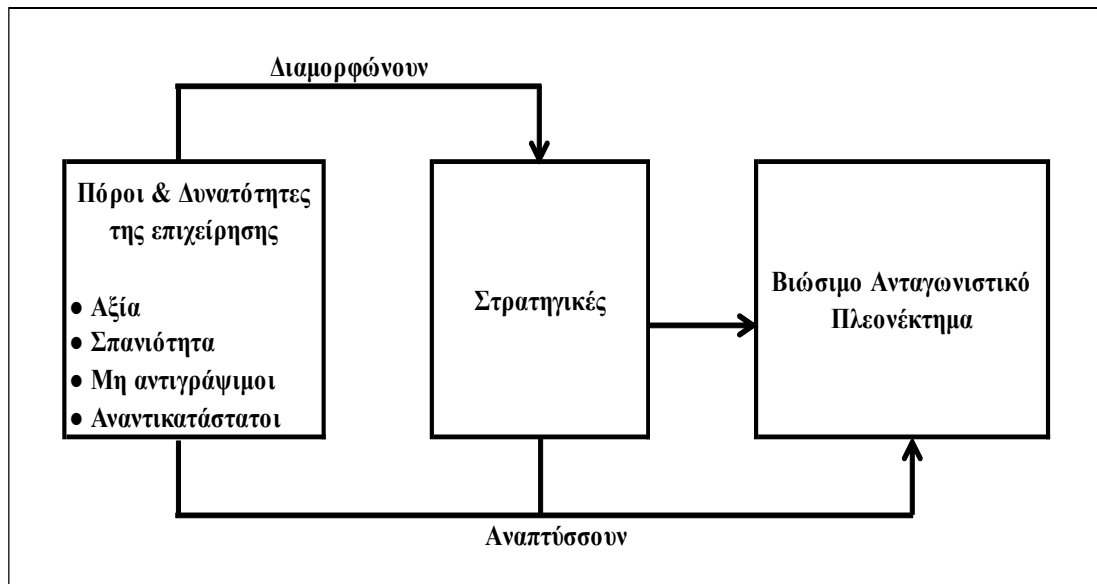 Διαμορφώνουν
Πόροι & Δυνατότητες
της επιχείρησης
● Αξία
● Σπανιότητα
● Μη αντιγράψιμοι
● Αναντικατάστατοι
Στρατηγικές
Βιώσιμο Ανταγωνιστικό
Πλεονέκτημα
Αναπτύσσουν